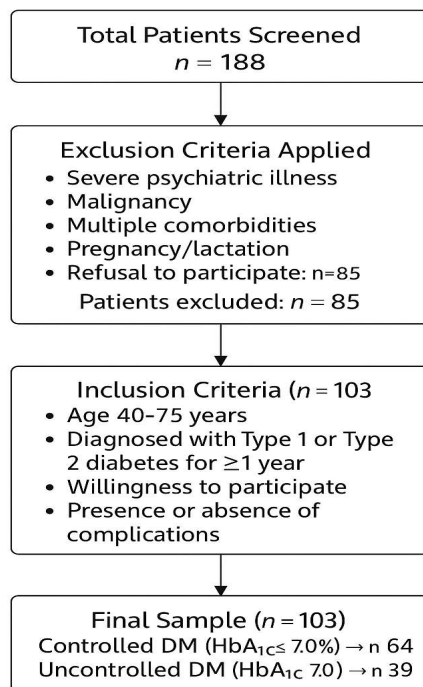 Total Patients Screened
n = 188
Exclusion Criteria Applied
• Severe psychiatric illness
• Malignancy
• Multiple comorbidities
• Pregnancy/lactation
• Refusal to participate: n=85
Patients excluded: n = 85
Inclusion Criteria (n = 103
• Age 40-75 years
• Diagnosed with Type 1 or Type
2 diabetes for ≥1 year
• Willingness to participate
• Presence or absence of
complications
Final Sample (n = 103)
Controlled DM (HbA1c≤ 7.0%) → n 64
Uncontrolled DM (HbA1c 7.0) → n 39